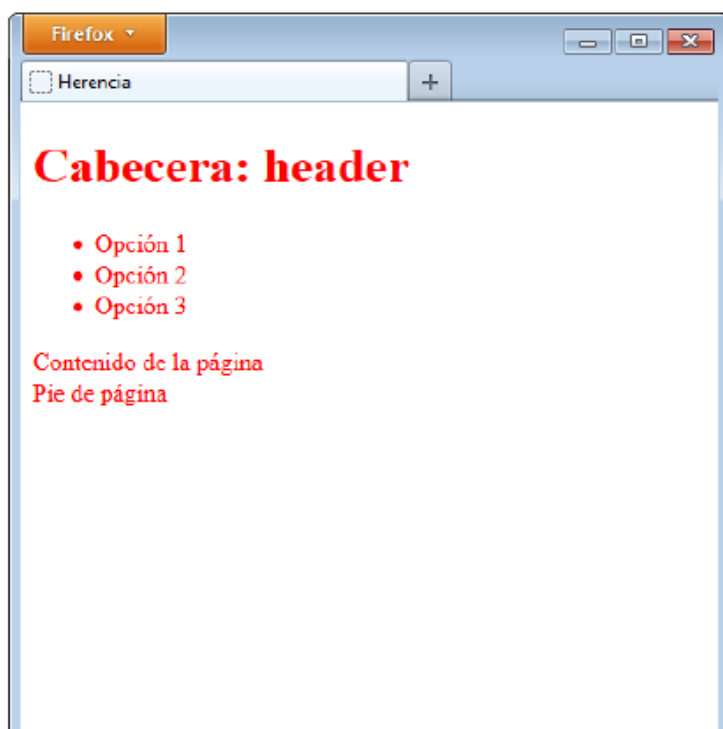 Firefox
Herencia
Cabecera: header
Opción 1
Opción 2
Opción 3
Contenido de la página
Pie de página